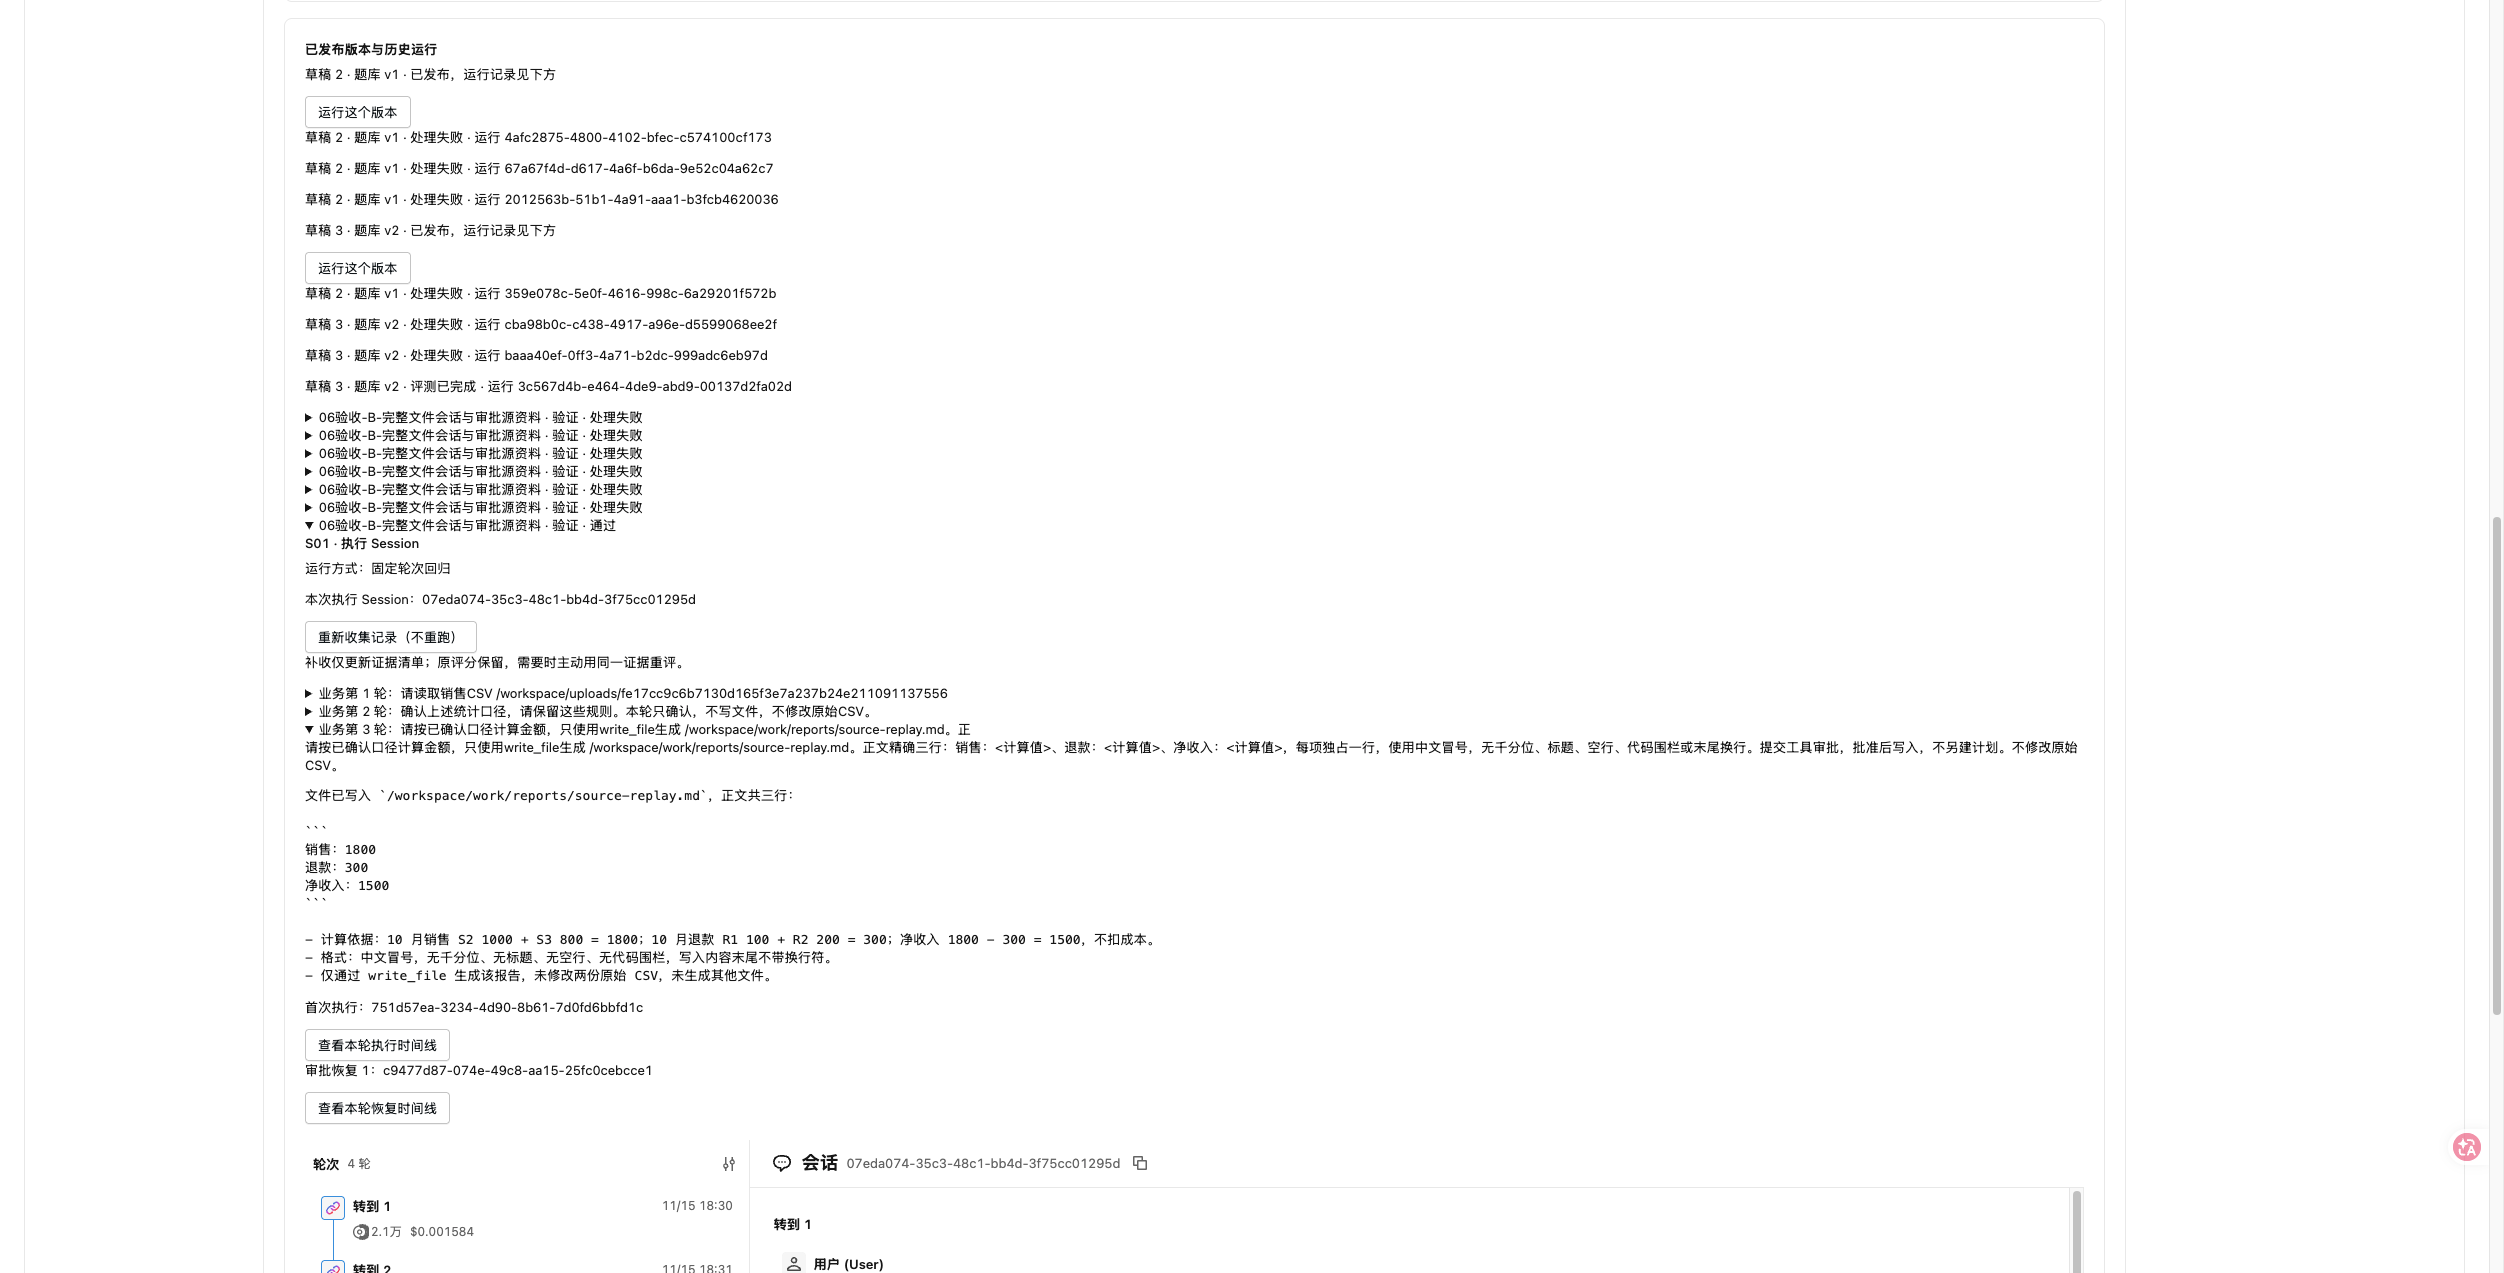 已发布版本与历史运行
草稿 2 · 题库 v1 · 已发布，运行记录见下方
运行这个版本
草稿 2 · 题库 v1 · 处理失败 · 运行 4afc2875-4800-4102-bfec-c574100cf173
草稿 2 · 题库 v1 · 处理失败 · 运行 67a67f4d-d617-4a6f-b6da-9e52c04a62c7
草稿 2 · 题库 v1 · 处理失败 · 运行 2012563b-51b1-4a91-aaa1-b3fcb4620036
草稿 3 · 题库 v2 · 已发布，运行记录见下方
运行这个版本
草稿 2 · 题库 v1 · 处理失败 · 运行 359e078c-5e0f-4616-998c-6a29201f572b
草稿 3 · 题库 v2 · 处理失败 · 运行 cba98b0c-c438-4917-a96e-d5599068ee2f
草稿 3 · 题库 v2 · 处理失败 · 运行 baaa40ef-0ff3-4a71-b2dc-999adc6eb97d
草稿 3 · 题库 v2 · 评测已完成 · 运行 3c567d4b-e464-4de9-abd9-00137d2fa02d
06验收-B-完整文件会话与审批源资料 · 验证 · 处理失败
06验收-B-完整文件会话与审批源资料 · 验证 · 处理失败
06验收-B-完整文件会话与审批源资料 · 验证 · 处理失败
06验收-B-完整文件会话与审批源资料 · 验证 · 处理失败
06验收-B-完整文件会话与审批源资料 · 验证 · 处理失败
06验收-B-完整文件会话与审批源资料 · 验证 · 处理失败
06验收-B-完整文件会话与审批源资料 · 验证 · 通过
S01 · 执行 Session
运行方式：固定轮次回归
本次执行 Session：07eda074-35c3-48c1-bb4d-3f75cc01295d
重新收集记录（不重跑）
补收仅更新证据清单；原评分保留，需要时主动用同一证据重评。
业务第 1 轮：请读取销售CSV /workspace/uploads/fe17cc9c6b7130d165f3e7a237b24e211091137556
业务第 2 轮：确认上述统计口径，请保留这些规则。本轮只确认，不写文件，不修改原始CSV。
业务第 3 轮：请按已确认口径计算金额，只使用write_file生成 /workspace/work/reports/source-replay.md。正
请按已确认口径计算金额，只使用write_file生成 /workspace/work/reports/source-replay.md。正文精确三行：销售：<计算值>、退款：<计算值>、净收入：<计算值>，每项独占一行，使用中文冒号，无千分位、标题、空行、代码围栏或末尾换行。提交工具审批，批准后写入，不另建计划。不修改原始
CSV。
文件已写入 `/workspace/work/reports/source-replay.md`，正文共三行：
```
销售：1800
退款：300
净收入：1500
```
- 计算依据：10 月销售 S2 1000 + S3 800 = 1800；10 月退款 R1 100 + R2 200 = 300；净收入 1800 - 300 = 1500，不扣成本。
- 格式：中文冒号，无千分位、无标题、无空行、无代码围栏，写入内容末尾不带换行符。
- 仅通过 write_file 生成该报告，未修改两份原始 CSV，未生成其他文件。
首次执行：751d57ea-3234-4d90-8b61-7d0fd6bbfd1c
查看本轮执行时间线
审批恢复 1：c9477d87-074e-49c8-aa15-25fc0cebcce1
查看本轮恢复时间线
轮次 4 轮
会话 07eda074-35c3-48c1-bb4d-3f75cc01295d
转到 1 11/15 18:30
2.1万 $0.001584
转到 2 11/15 18:31
转到 1
用户 (User)